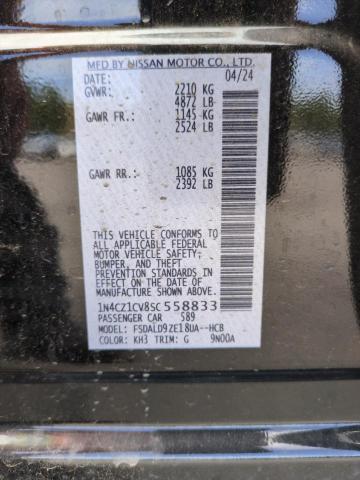 MFD BY NISSAN MOTOR CO., LTD.
DATE: 04/24
GVWR: 2210 KG
4872 LB
GAWR FR.: 1145 KG
2524 LB
GAWR RR.: 1085 KG
2392 LB
THIS VEHICLE CONFORMS TO
ALL APPLICABLE FEDERAL
MOTOR VEHICLE SAFETY,
BUMPER, AND THEFT
PREVENTION STANDARDS IN EFFECT
ON THE DATE OF MANUFACTURE
SHOWN ABOVE.
1N4CZ1CV8SC558833
PASSENGER CAR 589
MODEL: FSDALD9ZE18UA--HCB
COLOR: KH3 TRIM: G 9N00A